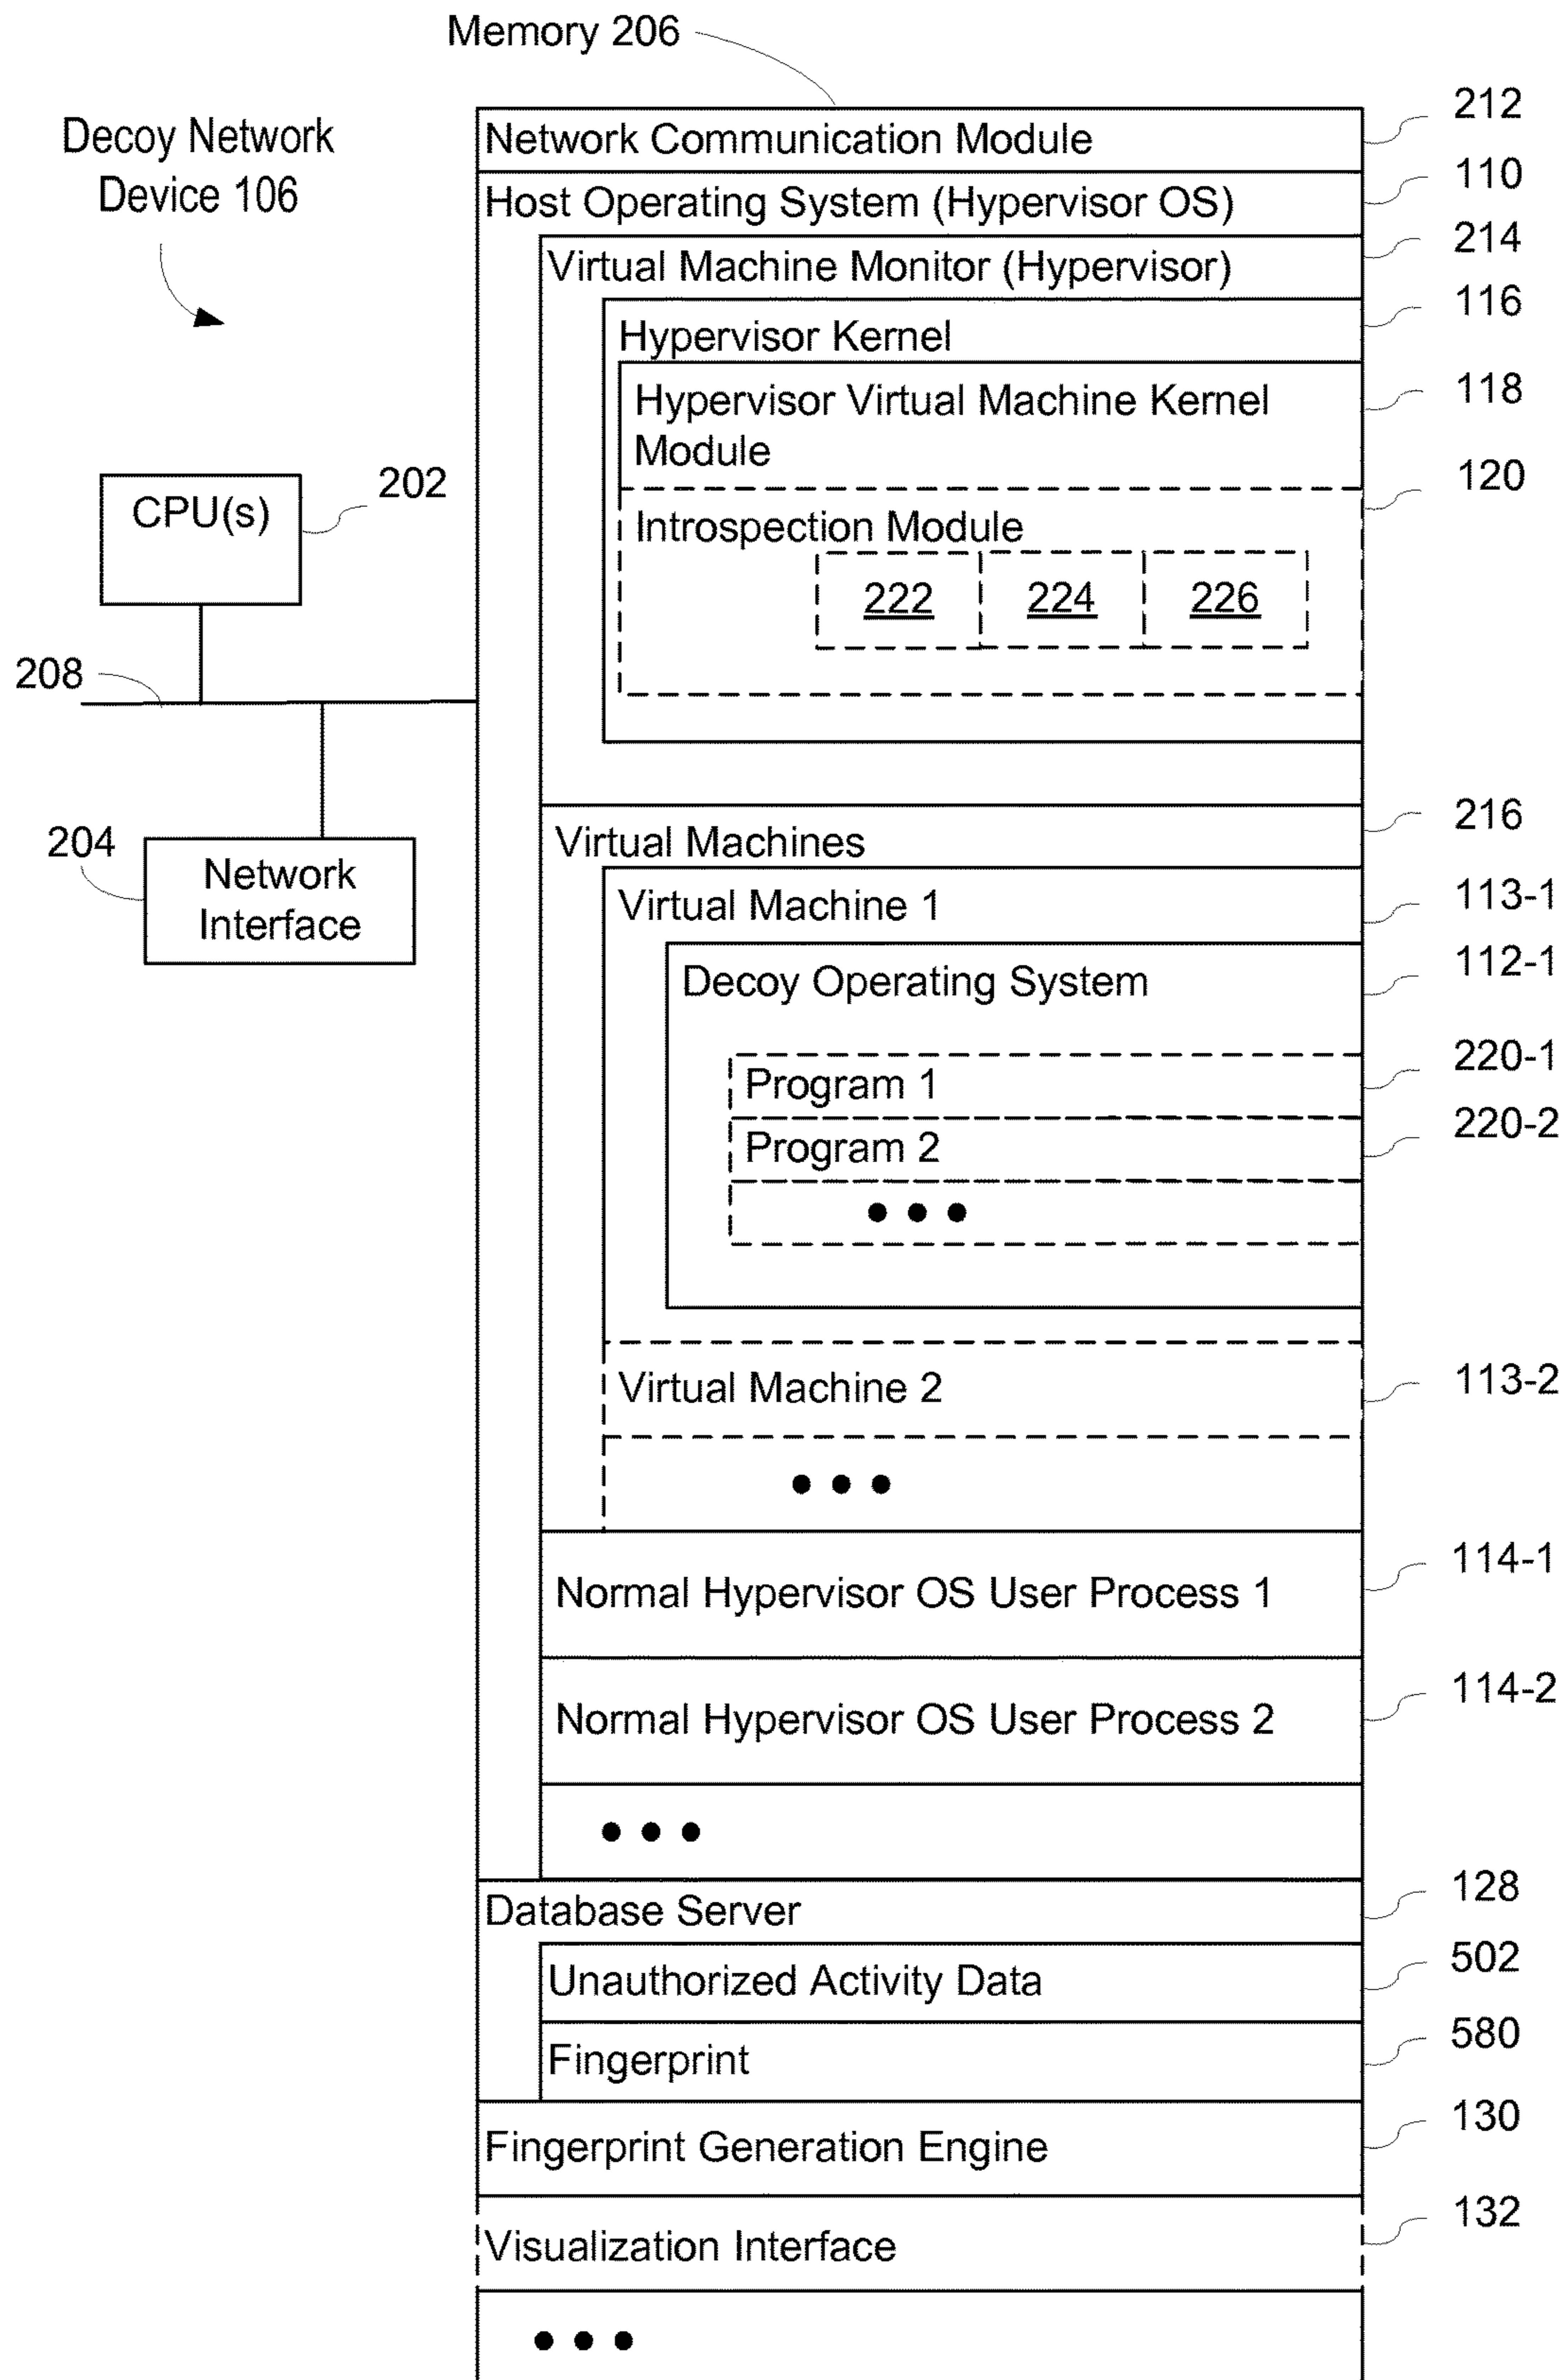 Memory 206
212
Decoy Network
Device 106
Network Communication Module
110
Host Operating System (Hypervisor OS)
214
Virtual Machine Monitor (Hypervisor)
116
Hypervisor Kernel
118
Hypervisor Virtual Machine Kernel
Module
120
CPU(s)
202
Introspection Module
222 224 226
208
216
204
Network
Interface
Virtual Machines
113-1
Virtual Machine 1
112-1
Decoy Operating System
220-1
Program 1
220-2
Program 2
● ● ●
113-2
Virtual Machine 2
● ● ●
114-1
Normal Hypervisor OS User Process 1
114-2
Normal Hypervisor OS User Process 2
● ● ●
128
Database Server
502
Unauthorized Activity Data
580
Fingerprint
130
Fingerprint Generation Engine
132
Visualization Interface
● ● ●